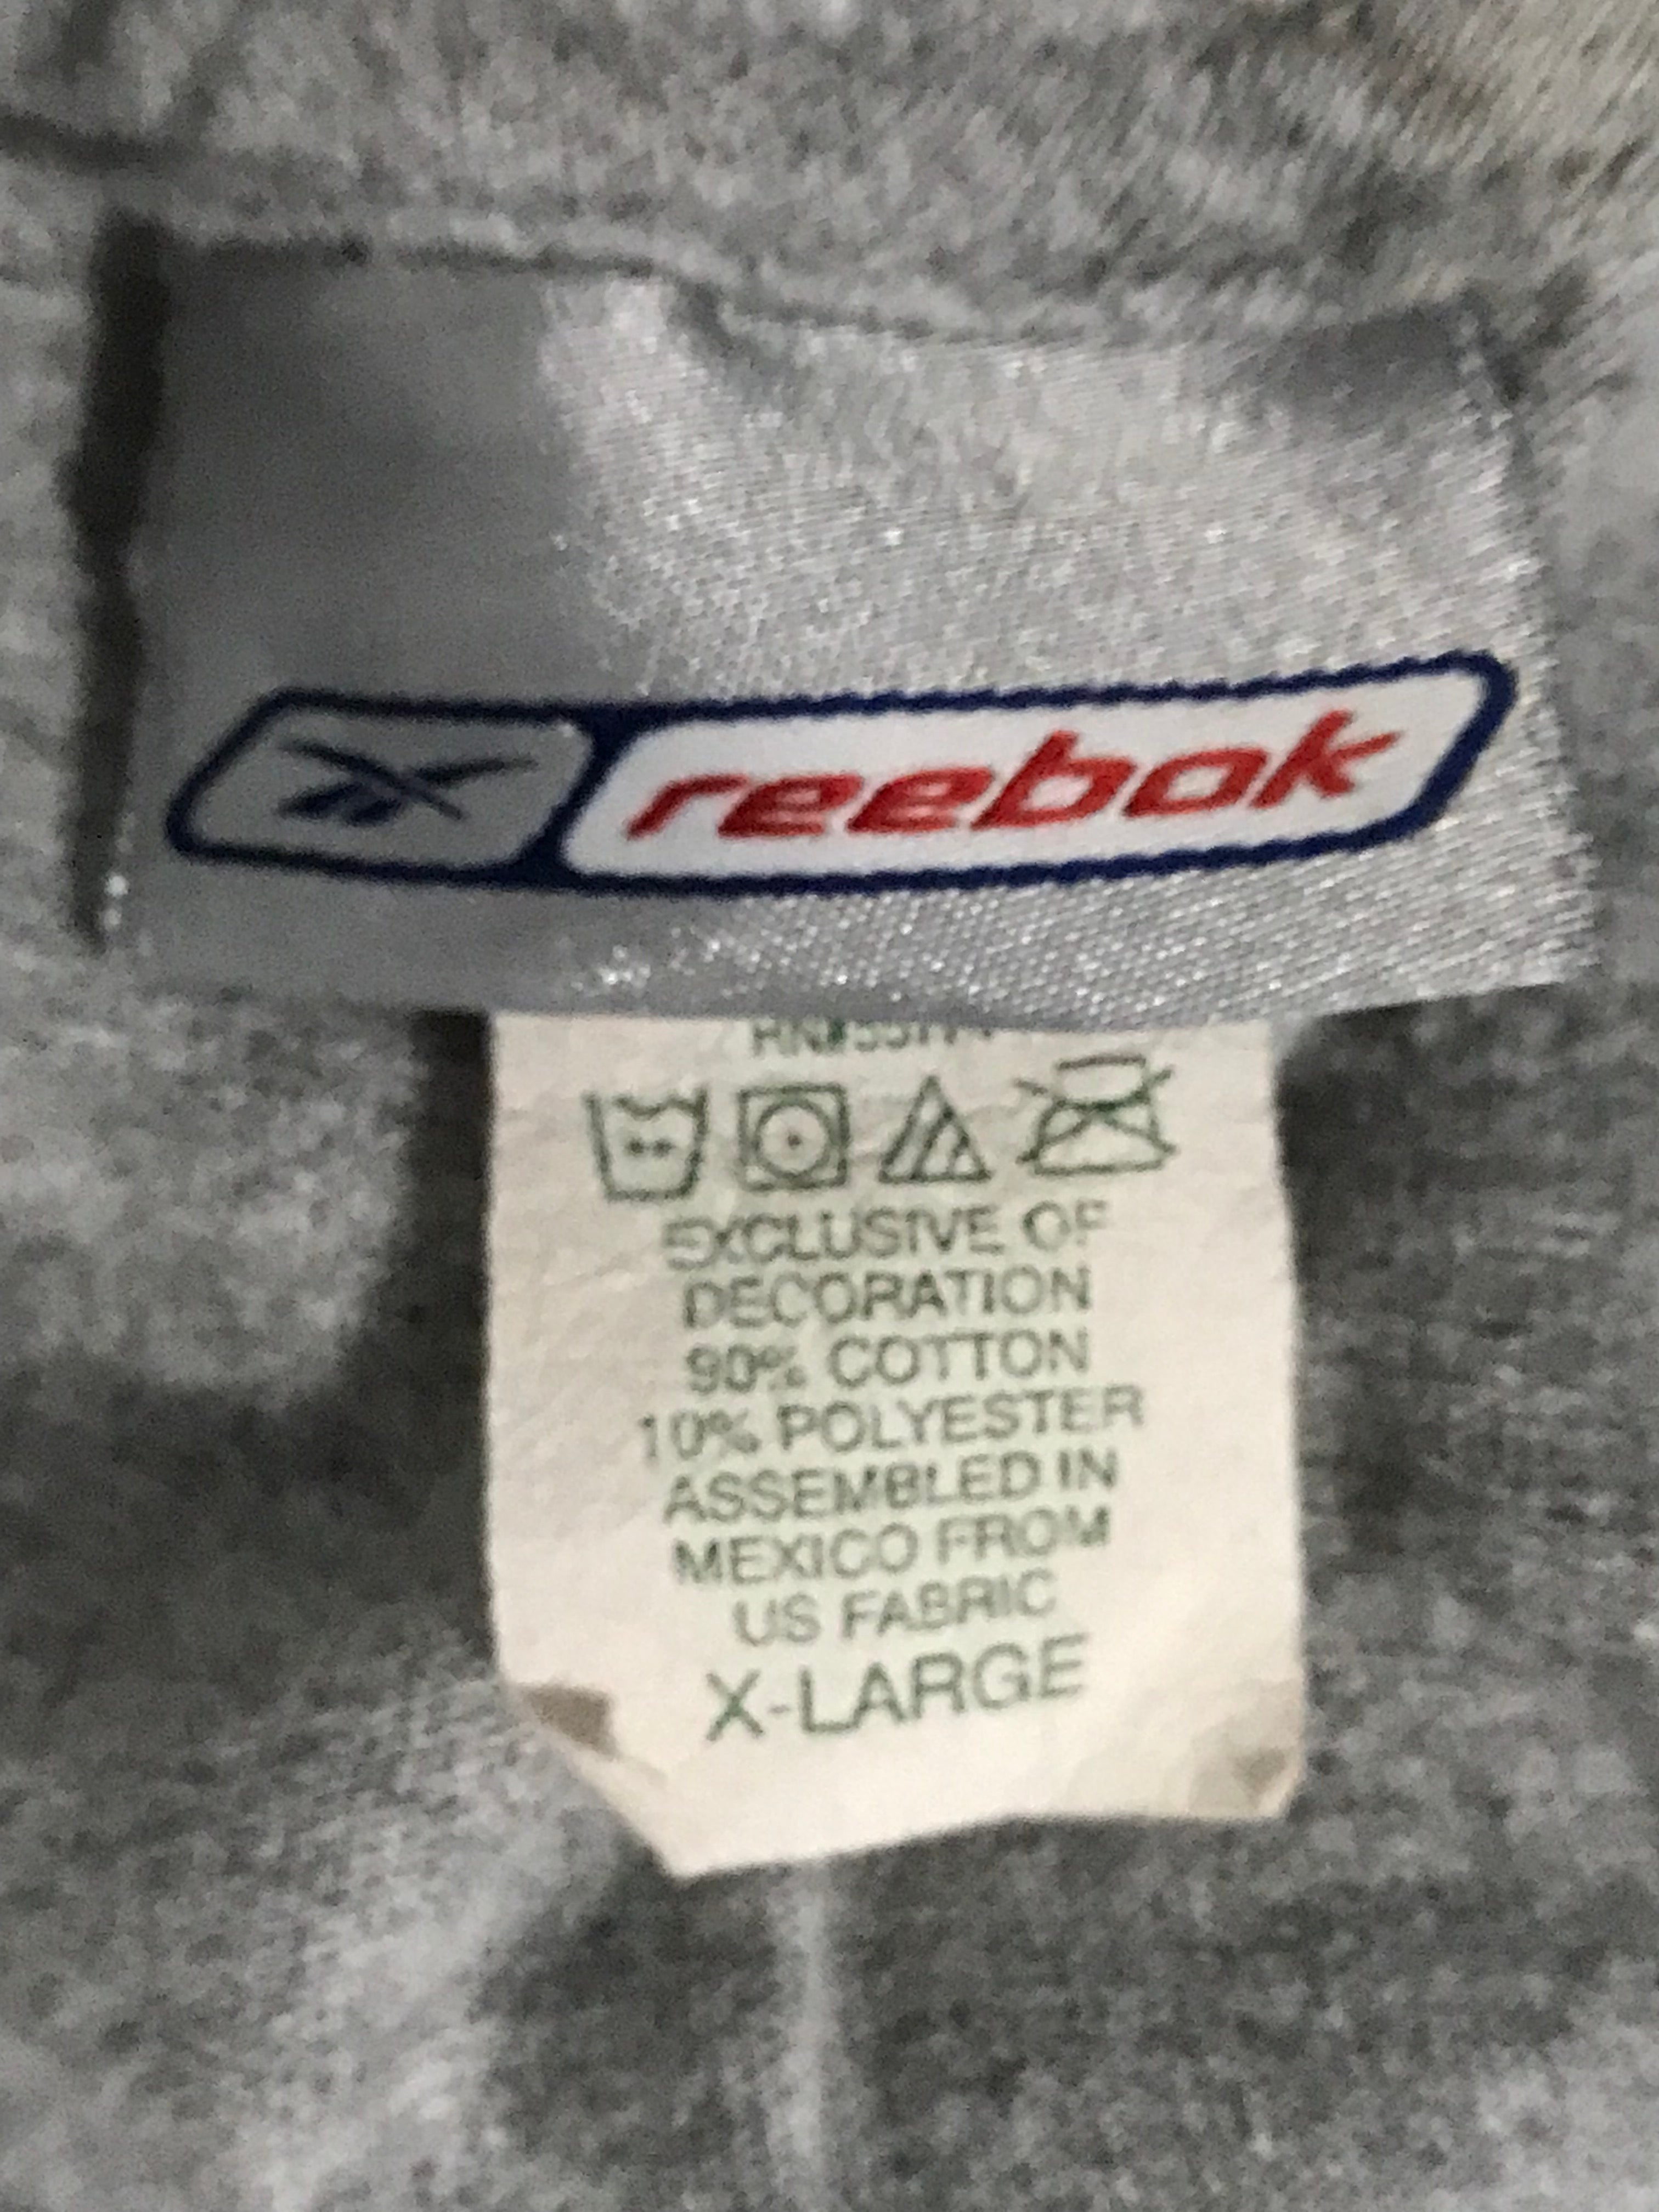 reebok
EXCLUSIVE OF
DECORATION
90% COTTON
10% POLYESTER
ASSEMBLED IN
MEXICO FROM
US FABRIC
X-LARGE